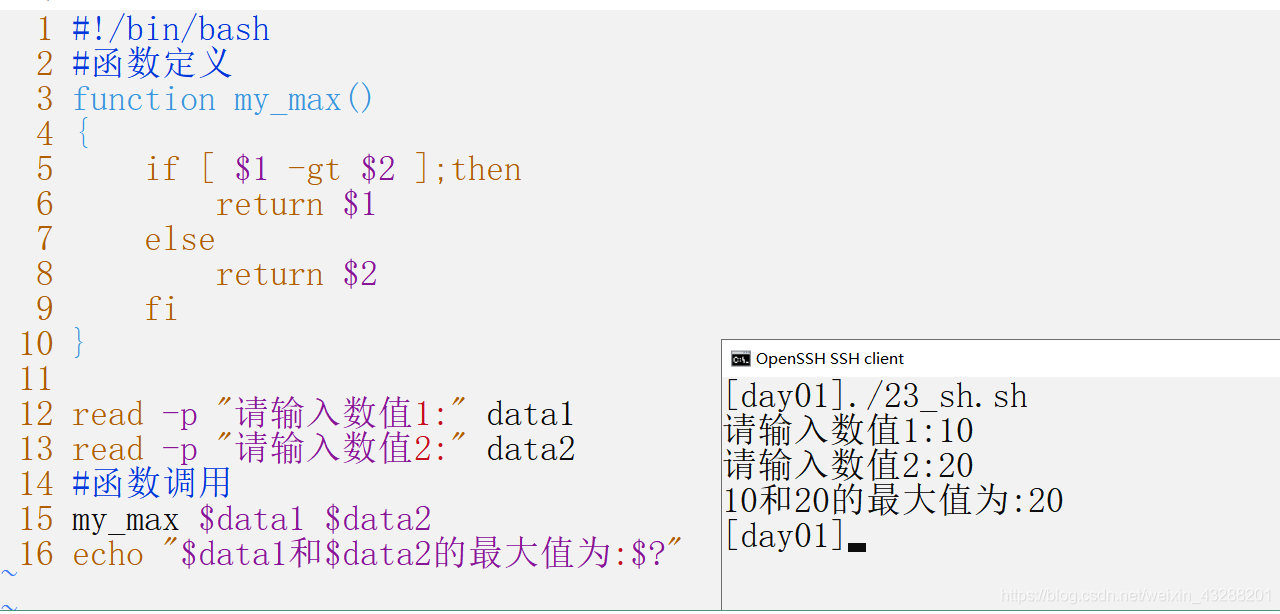 1 #!/bin/bash
2 #函数定义
3 function my_max()
4 {
5     if [ $1 -gt $2 ];then
6         return $1
7     else
8         return $2
9     fi
10 }
11
12 read -p "请输入数值1:" data1
13 read -p "请输入数值2:" data2
14 #函数调用
15 my_max $data1 $data2
16 echo "$data1和$data2的最大值为:$?"
~
~
OpenSSH SSH client
[day01]./23_sh.sh
请输入数值1:10
请输入数值2:20
10和20的最大值为:20
[day01]
https://blog.csdn.net/weixin_43288201